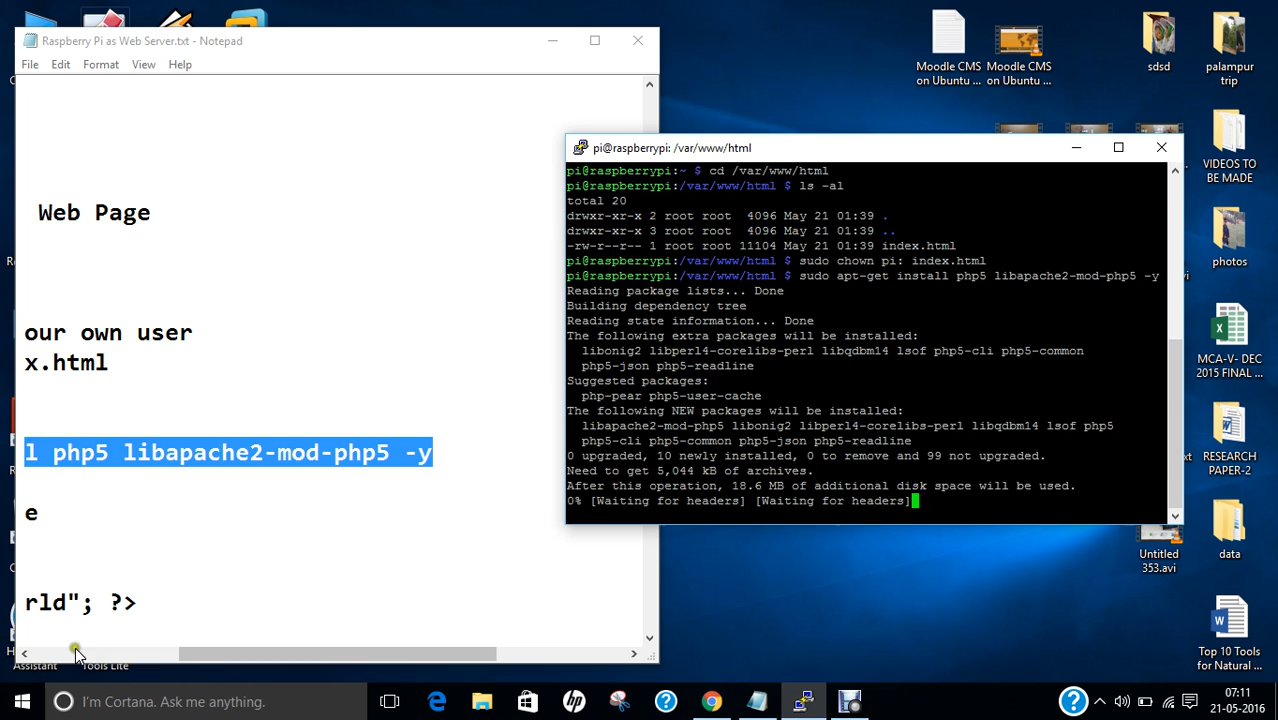 Raspberry Pi as Web Server.txt - Notepad
File Edit Format View Help
Web Page
our own user
x.html
l php5 libapache2-mod-php5 -y
e
rld"; ?>
Assistant
Tools Lite
pi@raspberrypi: /var/www/html
pi@raspberrypi:~ $ cd /var/www/html
pi@raspberrypi:/var/www/html $ ls -al
total 20
drwxr-xr-x 2 root root  4096 May 21 01:39 .
drwxr-xr-x 3 root root  4096 May 21 01:39 ..
-rw-r--r-- 1 root root 11104 May 21 01:39 index.html
pi@raspberrypi:/var/www/html $ sudo chown pi: index.html
pi@raspberrypi:/var/www/html $ sudo apt-get install php5 libapache2-mod-php5 -y
Reading package lists... Done
Building dependency tree
Reading state information... Done
The following extra packages will be installed:
libonig2 libperl4-corelibs-perl libqdbm14 lsof php5-cli php5-common
php5-json php5-readline
Suggested packages:
php-pear php5-user-cache
The following NEW packages will be installed:
libapache2-mod-php5 libonig2 libperl4-corelibs-perl libqdbm14 lsof php5
php5-cli php5-common php5-json php5-readline
0 upgraded, 10 newly installed, 0 to remove and 99 not upgraded.
Need to get 5,044 kB of archives.
After this operation, 18.6 MB of additional disk space will be used.
0% [Waiting for headers] [Waiting for headers]
Moodle CMS
on Ubuntu ...
Moodle CMS
on Ubuntu ...
sdsd
palampur
trip
VIDEOS TO
BE MADE
photos
MCA-V- DEC
2015 FINAL ...
RESEARCH
PAPER-2
Untitled
353.avi
data
Top 10 Tools
for Natural ...
I'm Cortana. Ask me anything.
07:11
21-05-2016